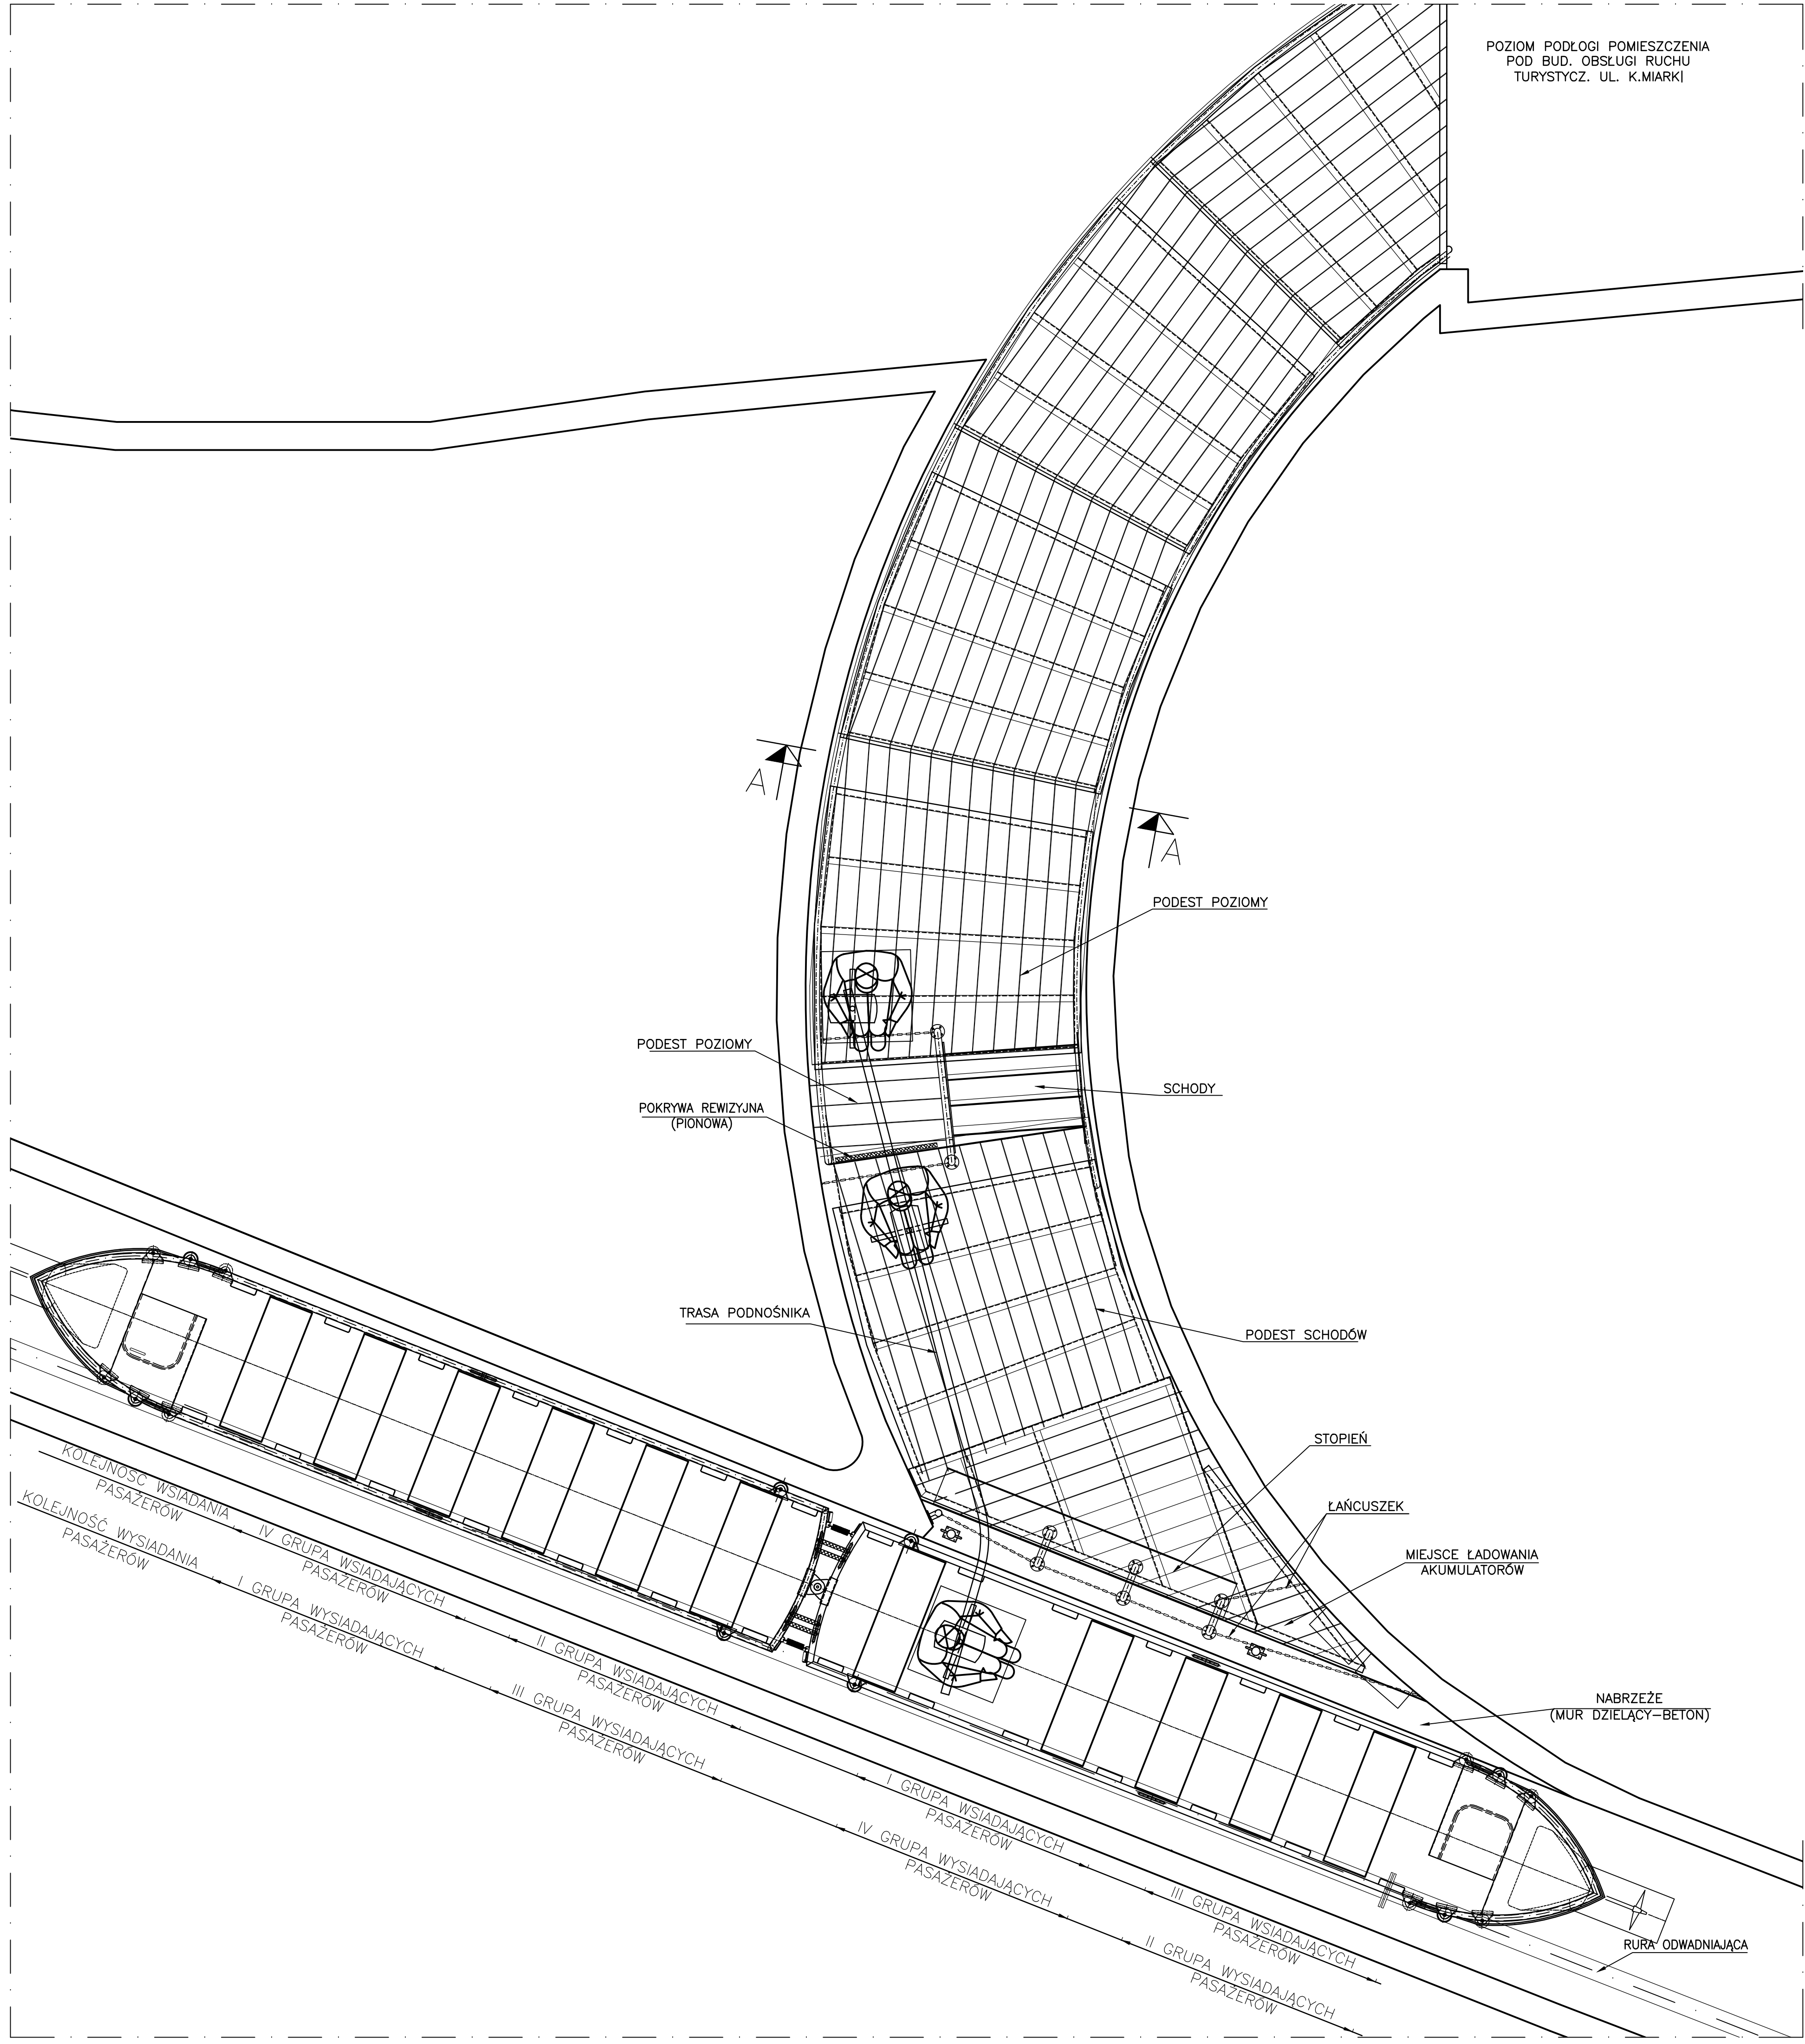 POZIOM PODŁOGI POMIESZCZENIA
POD BUD. OBSŁUGI RUCHU
TURYSTYCZ. UL. K.MIARKI
A
A
PODEST POZIOMY
PODEST POZIOMY
SCHODY
POKRYWA REWIZYJNA
(PIONOWA)
TRASA PODNOŚNIKA
PODEST SCHODÓW
STOPIEŃ
ŁAŃCUSZEK
MIEJSCE ŁADOWANIA
AKUMULATORÓW
NABRZEŻE
(MUR DZIELĄCY-BETON)
RURA ODWADNIAJĄCA
KOLEJNOŚĆ WSIADANIA
PASAŻERÓW
IV GRUPA WSIADAJĄCYCH
PASAŻERÓW
II GRUPA WSIADAJĄCYCH
PASAŻERÓW
I GRUPA WSIADAJĄCYCH
PASAŻERÓW
III GRUPA WSIADAJĄCYCH
PASAŻERÓW
KOLEJNOŚĆ WYSIADANIA
PASAŻERÓW
I GRUPA WYSIADAJĄCYCH
PASAŻERÓW
III GRUPA WYSIADAJĄCYCH
PASAŻERÓW
IV GRUPA WYSIADAJĄCYCH
PASAŻERÓW
II GRUPA WYSIADAJĄCYCH
PASAŻERÓW